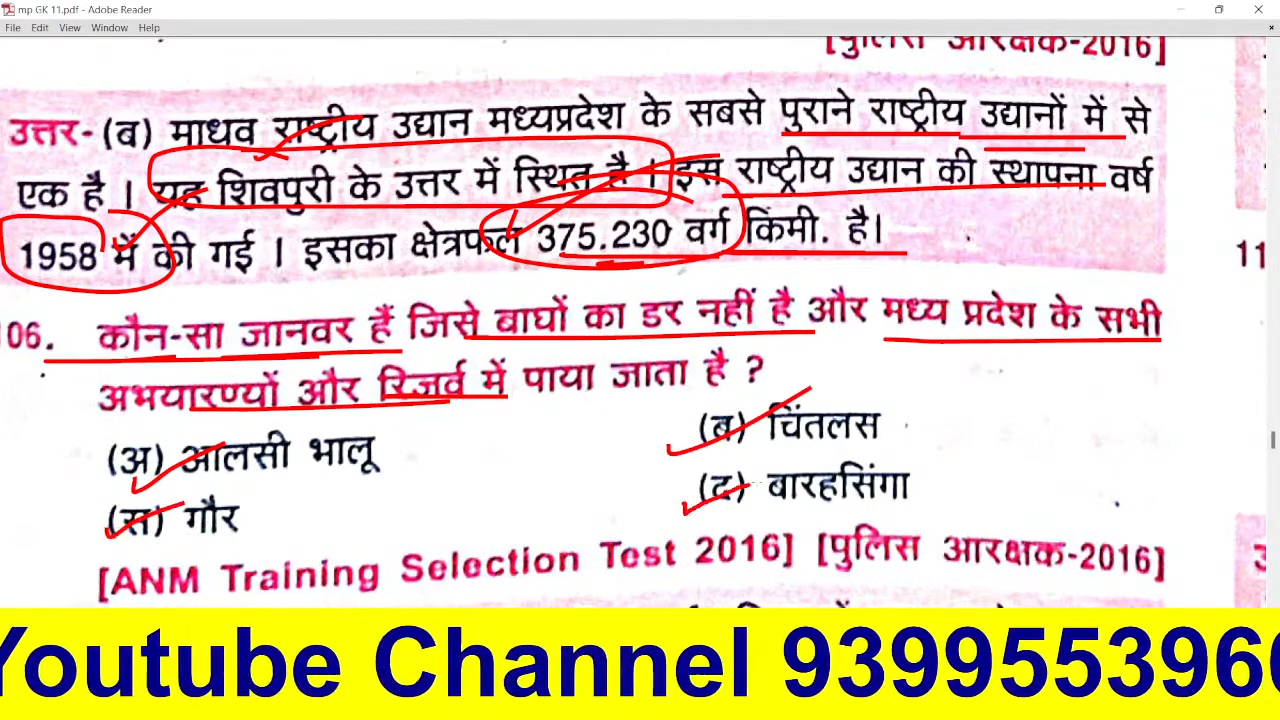 mp GK 11.pdf - Adobe Reader
File Edit View Window Help
[पुलिस आरक्षक-2016]
उत्तर- (ब) माधव राष्ट्रीय उद्यान मध्यप्रदेश के सबसे पुराने राष्ट्रीय उद्यानों में से
एक है । यह शिवपुरी के उत्तर में स्थित है । इस राष्ट्रीय उद्यान की स्थापना वर्ष
1958 में की गई । इसका क्षेत्रफल 375.230 वर्ग किमी. है।
11
106. कौन-सा जानवर हैं जिसे बाघों का डर नहीं है और मध्य प्रदेश के सभी
अभयारण्यों और रिजर्व में पाया जाता है ?
(अ) आलसी भालू (ब) चिंतलस
(स) गौर (द) बारहसिंगा
[ANM Training Selection Test 2016] [पुलिस आरक्षक-2016]
Youtube Channel 939955396